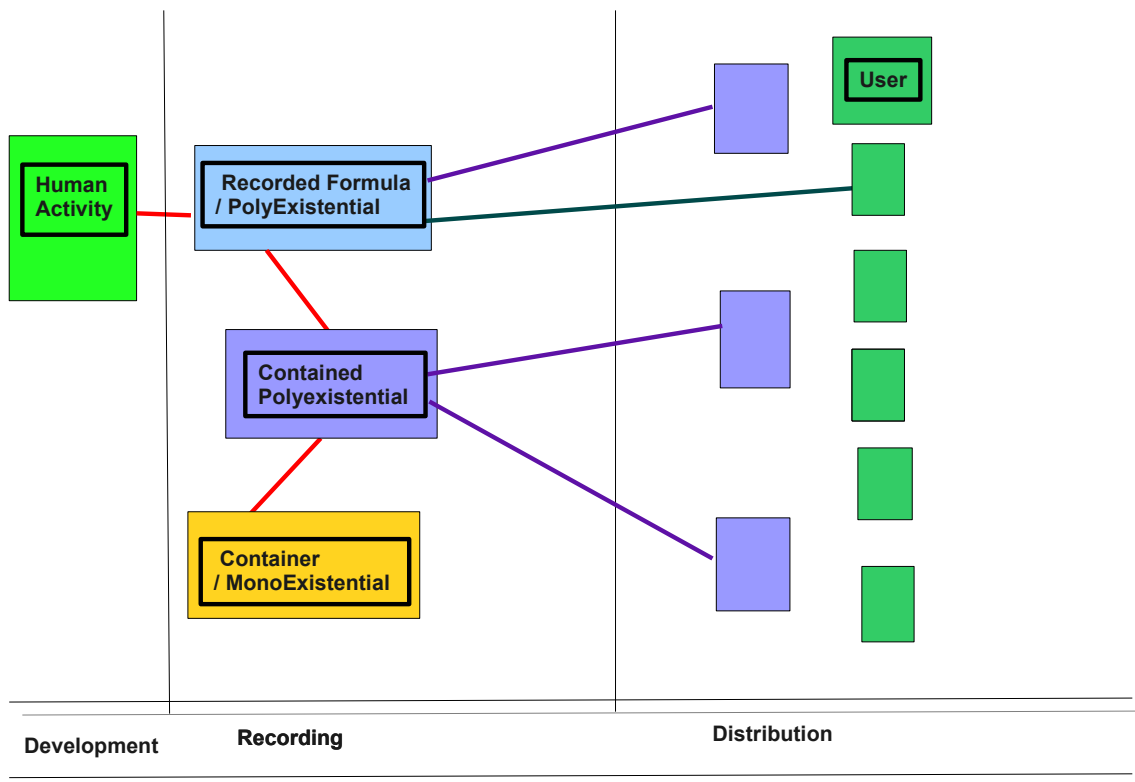 User
Human
Activity
Recorded Formula
/ PolyExistential
Contained
Polyexistential
Container
/ MonoExistential
Development
Recording
Distribution